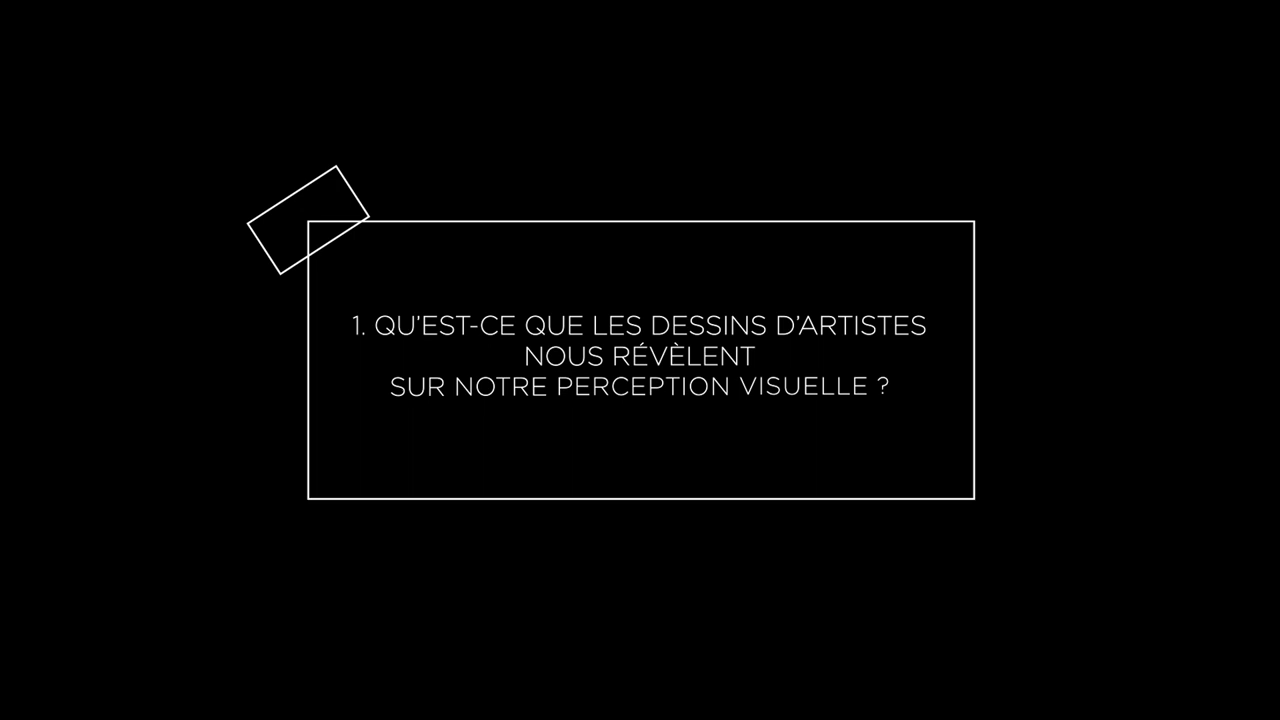 1. QU'EST-CE QUE LES DESSINS D'ARTISTES
NOUS RÉVÈLENT
SUR NOTRE PERCEPTION VISUELLE ?